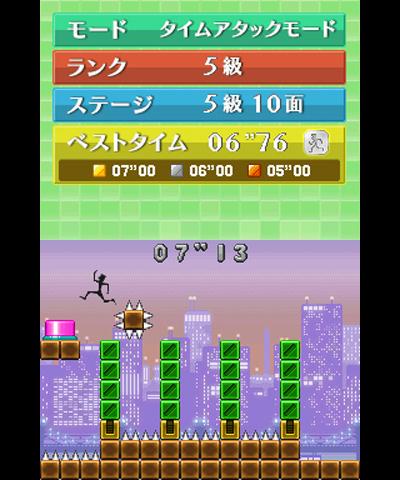 モード タイムアタックモード
ランク 5級
ステージ 5級 10面
ベストタイム 06"76
07"00 06"00 05"00
07"13